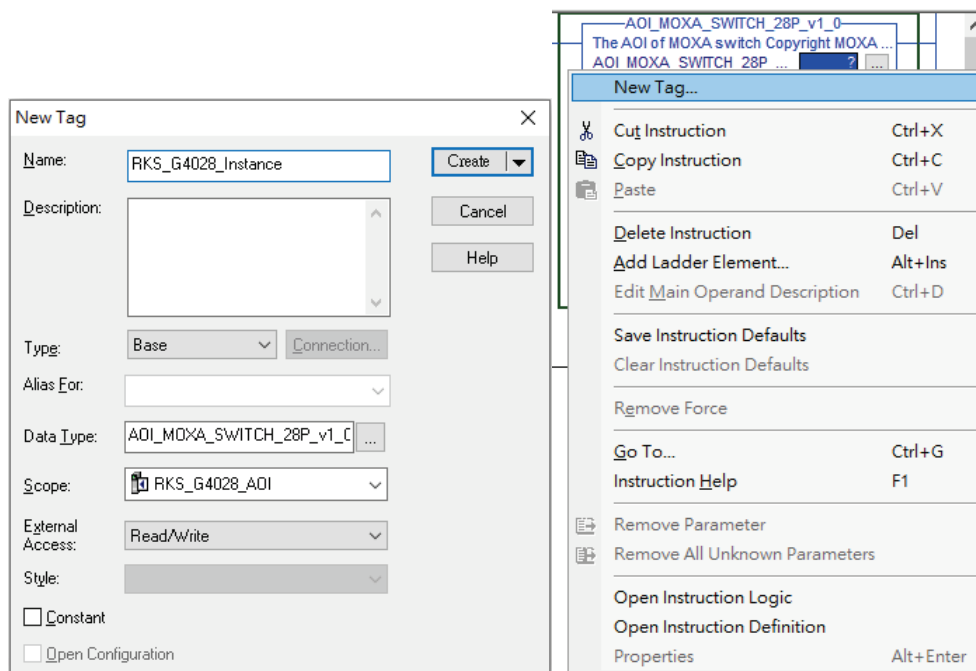 New Tag
Name:
RKS_G4028_Instance
Create
Description:
Cancel
Help
Type:
Base
Connection...
Alias For:
Data Type:
AOI_MOXA_SWITCH_28P_v1_0
...
Scope:
RKS_G4028_AOI
External
Access:
Read/Write
Style:
Constant
Open Configuration
AOI_MOXA_SWITCH_28P_v1_0
The AOI of MOXA switch Copyright MOXA ...
AOI_MOXA_SWITCH_28P ... ? ...
New Tag...
Cut Instruction Ctrl+X
Copy Instruction Ctrl+C
Paste Ctrl+V
Delete Instruction Del
Add Ladder Element... Alt+Ins
Edit Main Operand Description Ctrl+D
Save Instruction Defaults
Clear Instruction Defaults
Remove Force
Go To... Ctrl+G
Instruction Help F1
Remove Parameter
Remove All Unknown Parameters
Open Instruction Logic
Open Instruction Definition
Properties Alt+Enter